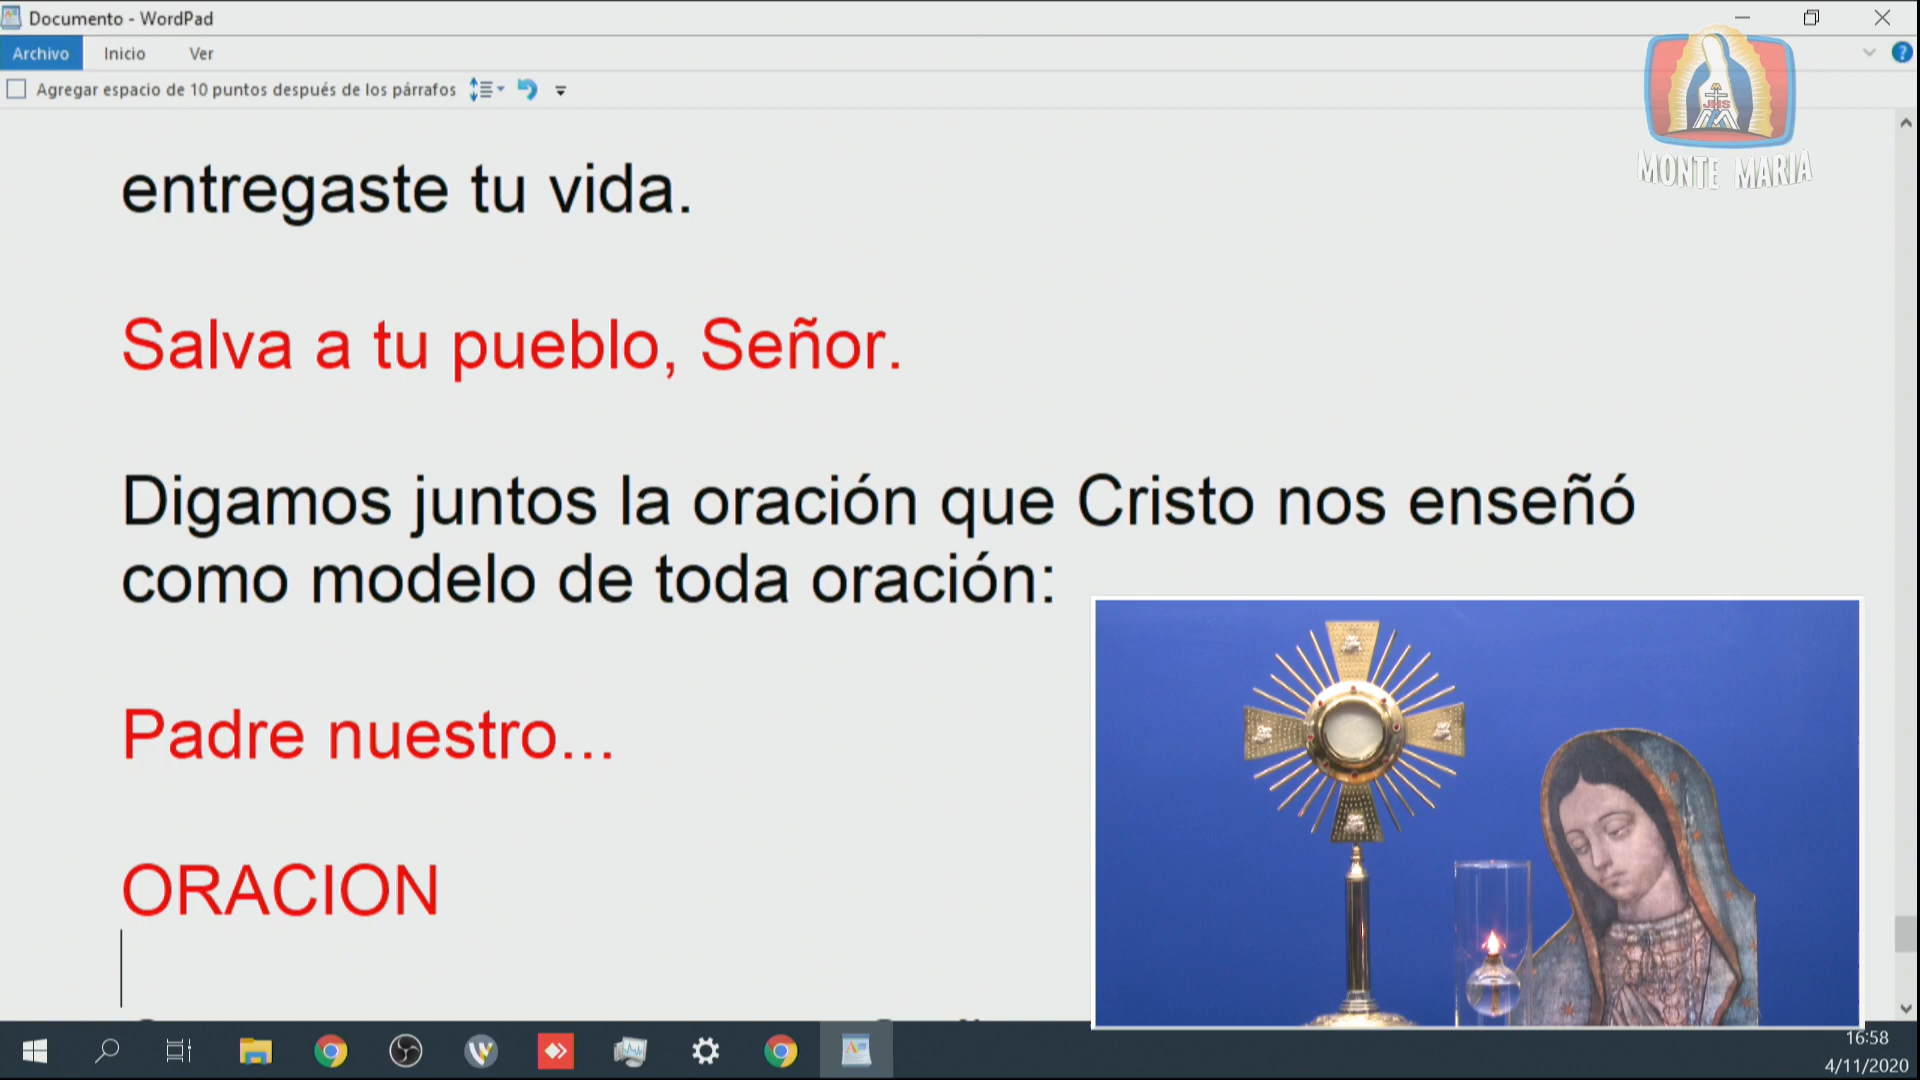 Documento - WordPad
Archivo Inicio Ver
Agregar espacio de 10 puntos después de los párrafos
JHS
MONTE MARIA
entregaste tu vida.
Salva a tu pueblo, Señor.
Digamos juntos la oración que Cristo nos enseñó
como modelo de toda oración:
Padre nuestro...
ORACION
16:58
4/11/2020